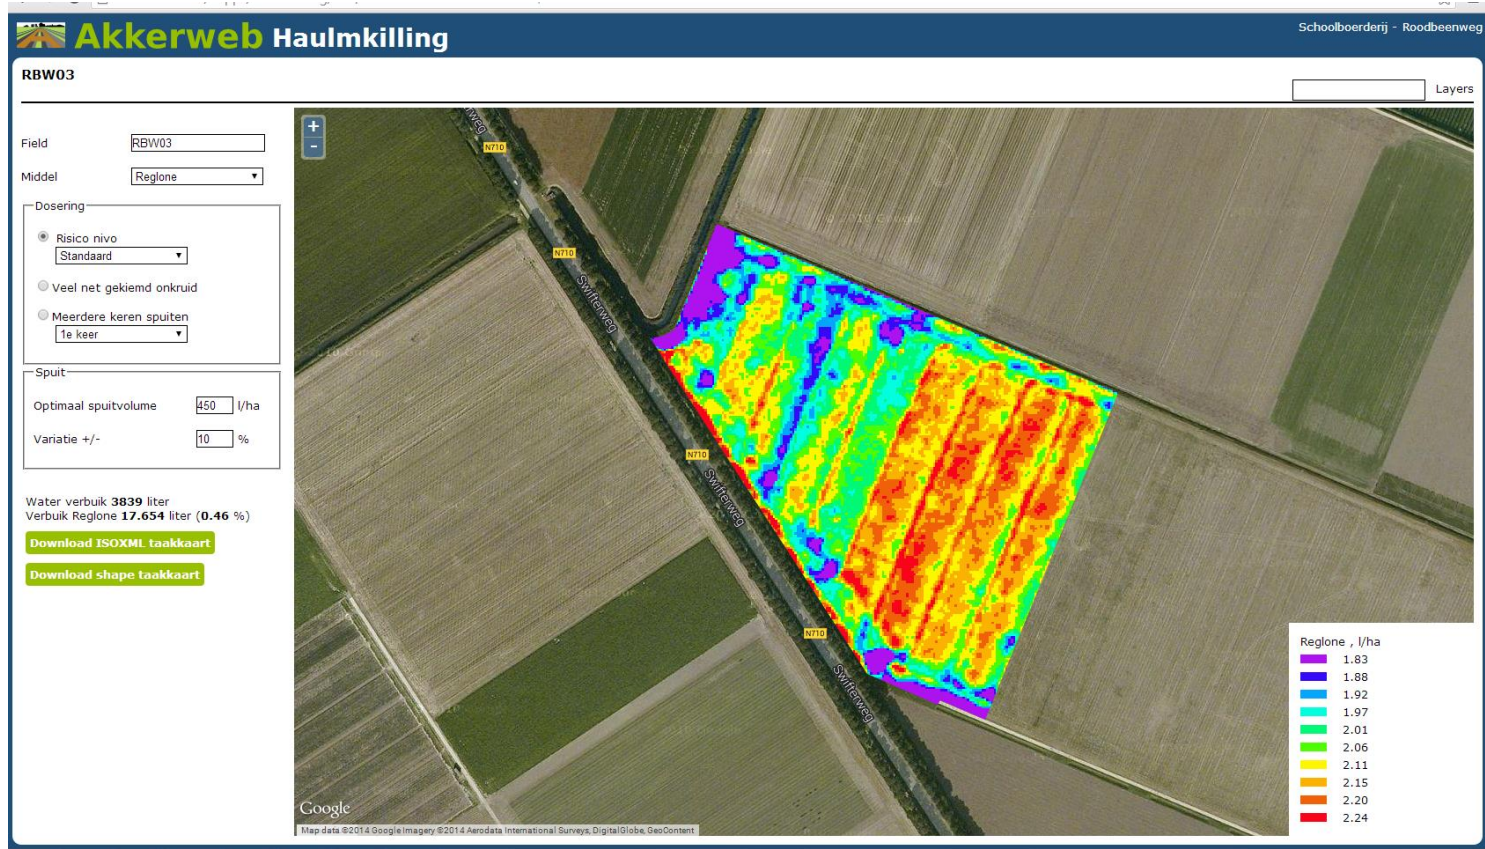 Akkerweb Haulmkilling
Schoolboerderij - Roodbeenweg
RBW03
Layers
Field RBW03
Middel Reglone
Dosering
Risico nivo
Standaard
Veel net gekiemd onkruid
Meerdere keren spuiten
1e keer
Spuit
Optimaal spuitvolume 450 l/ha
Variatie +/- 10 %
Water verbuik 3839 liter
Verbuik Reglone 17.654 liter (0.46 %)
Download ISOXML taakkaart
Download shape taakkaart
+
-
N710
N710
Swifterweg
N710
Swifterweg
N710
Swifterweg
Google
Map data ©2014 Google Imagery ©2014 Aerodata International Surveys, DigitalGlobe, GeoContent
Reglone , l/ha
1.83
1.88
1.92
1.97
2.01
2.06
2.11
2.15
2.20
2.24